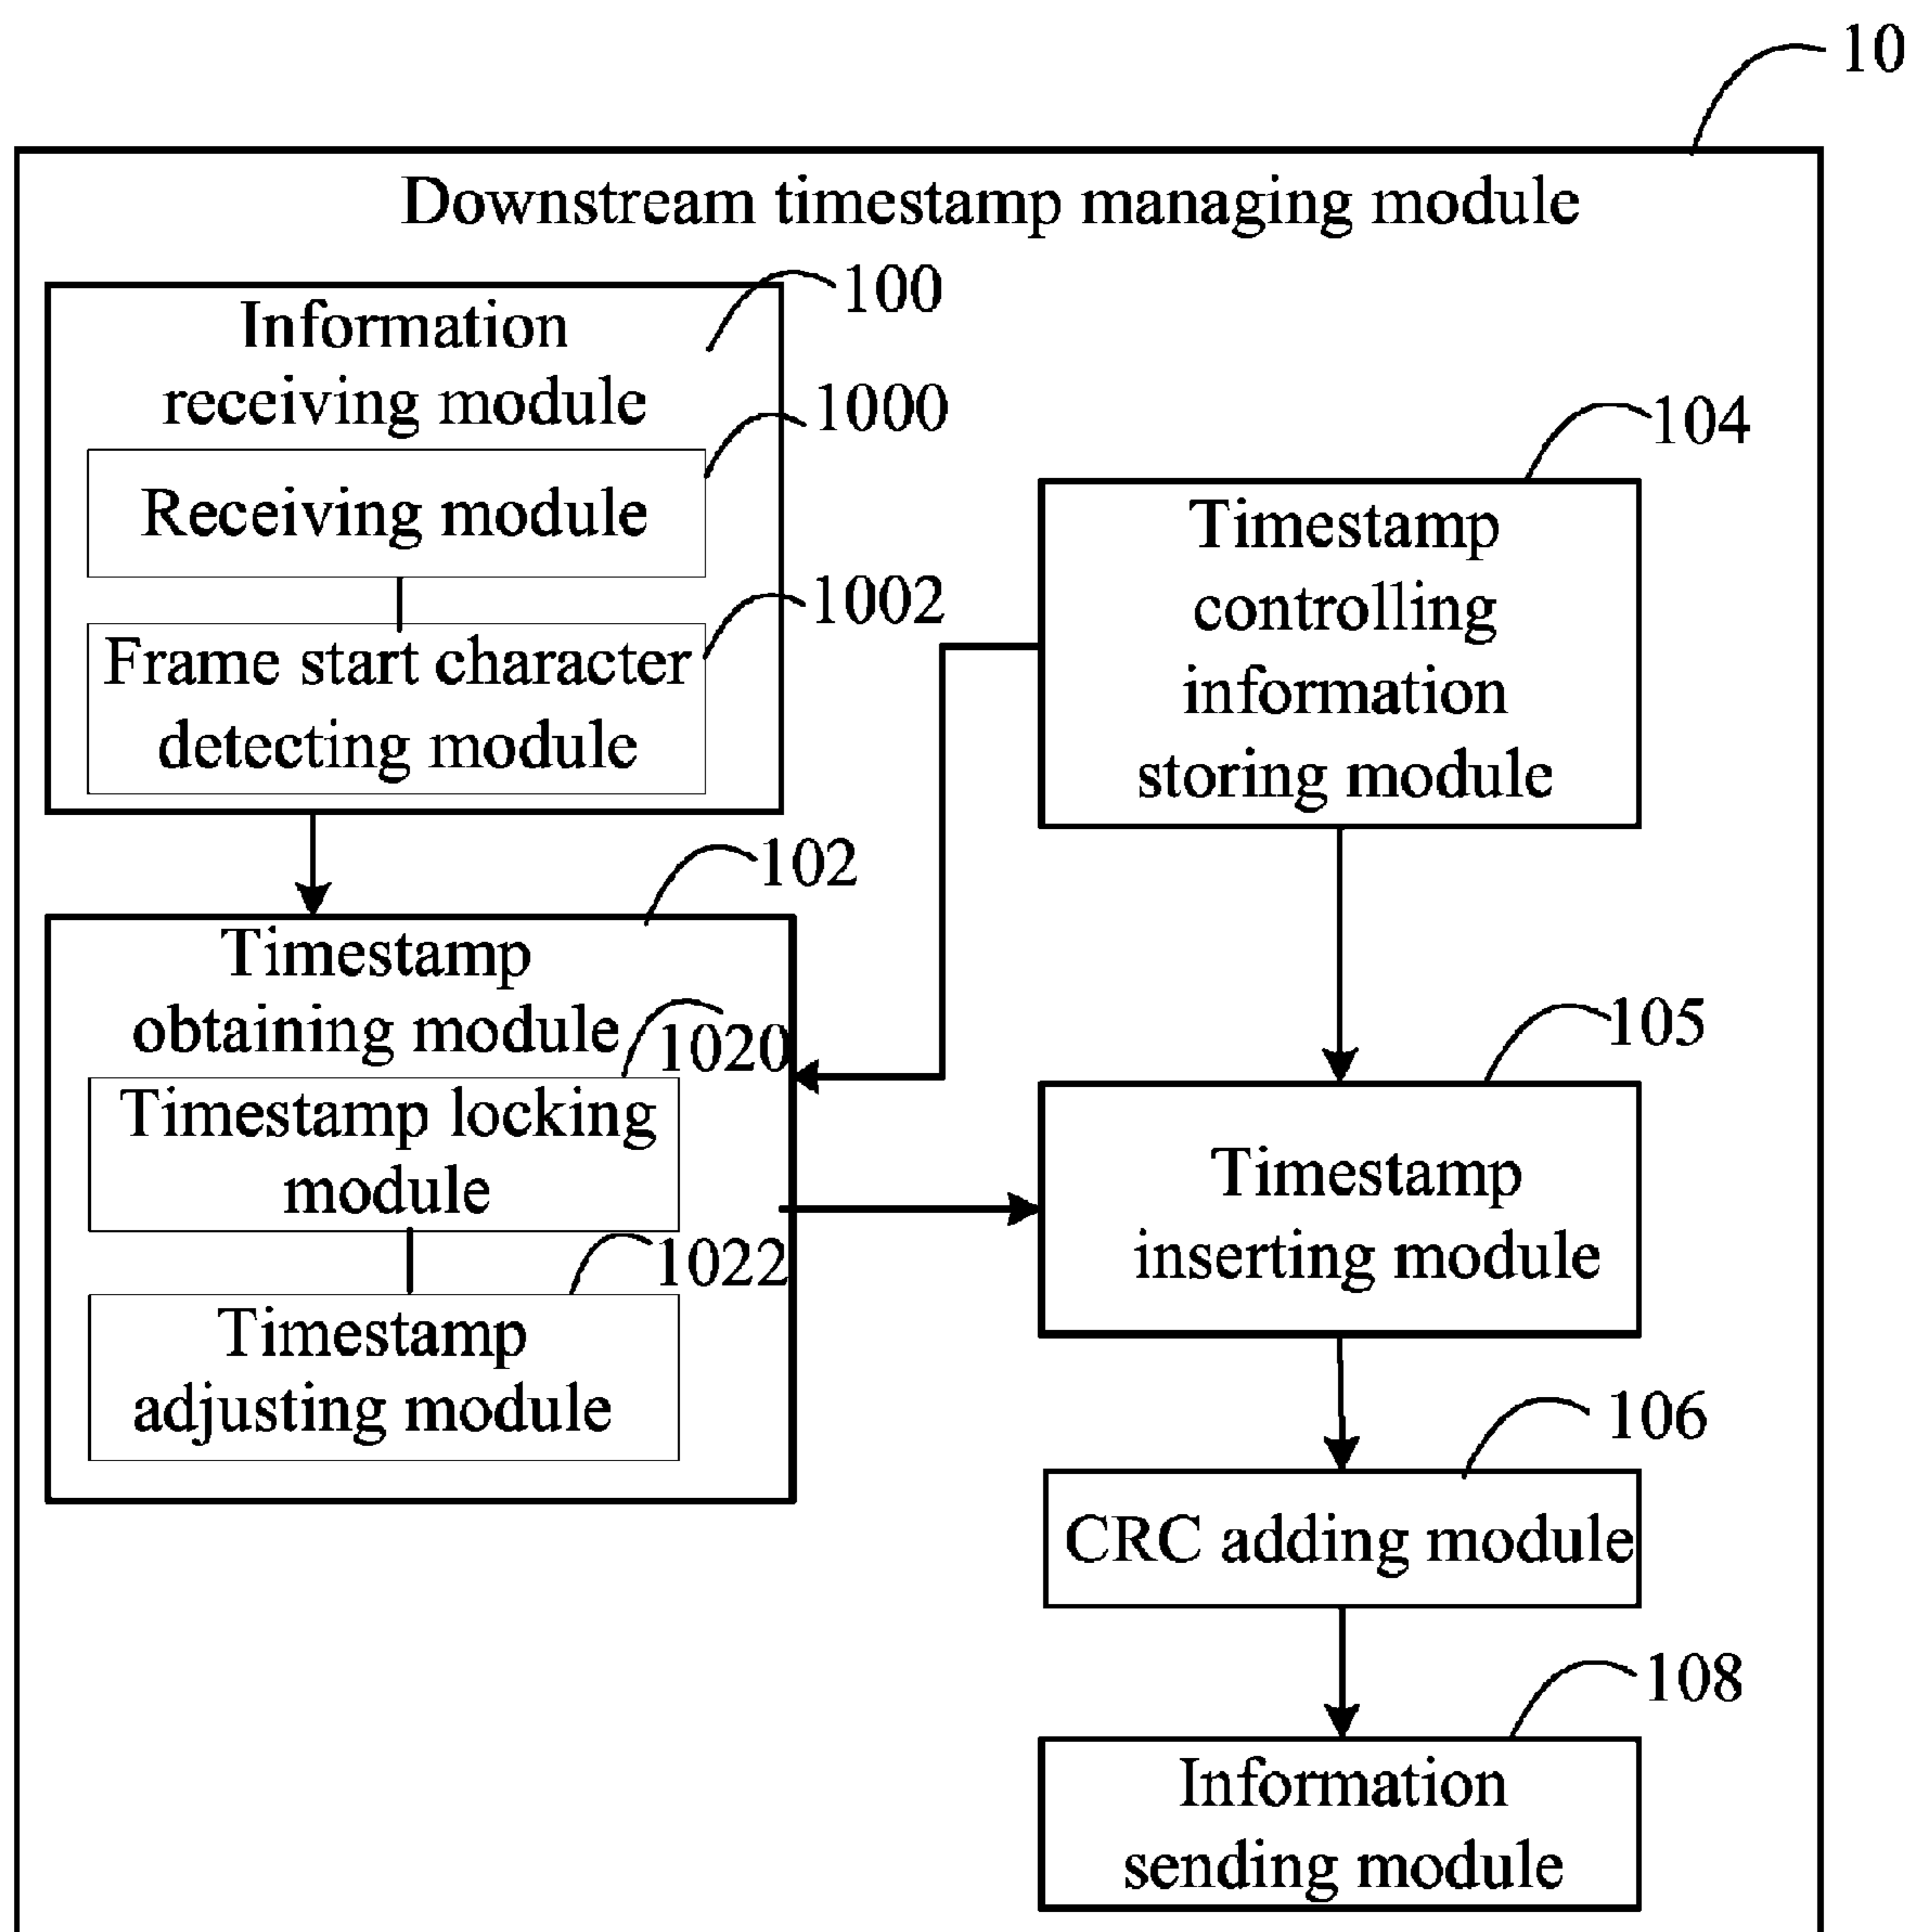 10
Downstream timestamp managing module
100
Information
receiving module
1000
Receiving module
1002
Frame start character
detecting module
104
Timestamp
controlling
information
storing module
102
Timestamp
obtaining module
1020
Timestamp locking
module
1022
Timestamp
adjusting module
105
Timestamp
inserting module
106
CRC adding module
108
Information
sending module